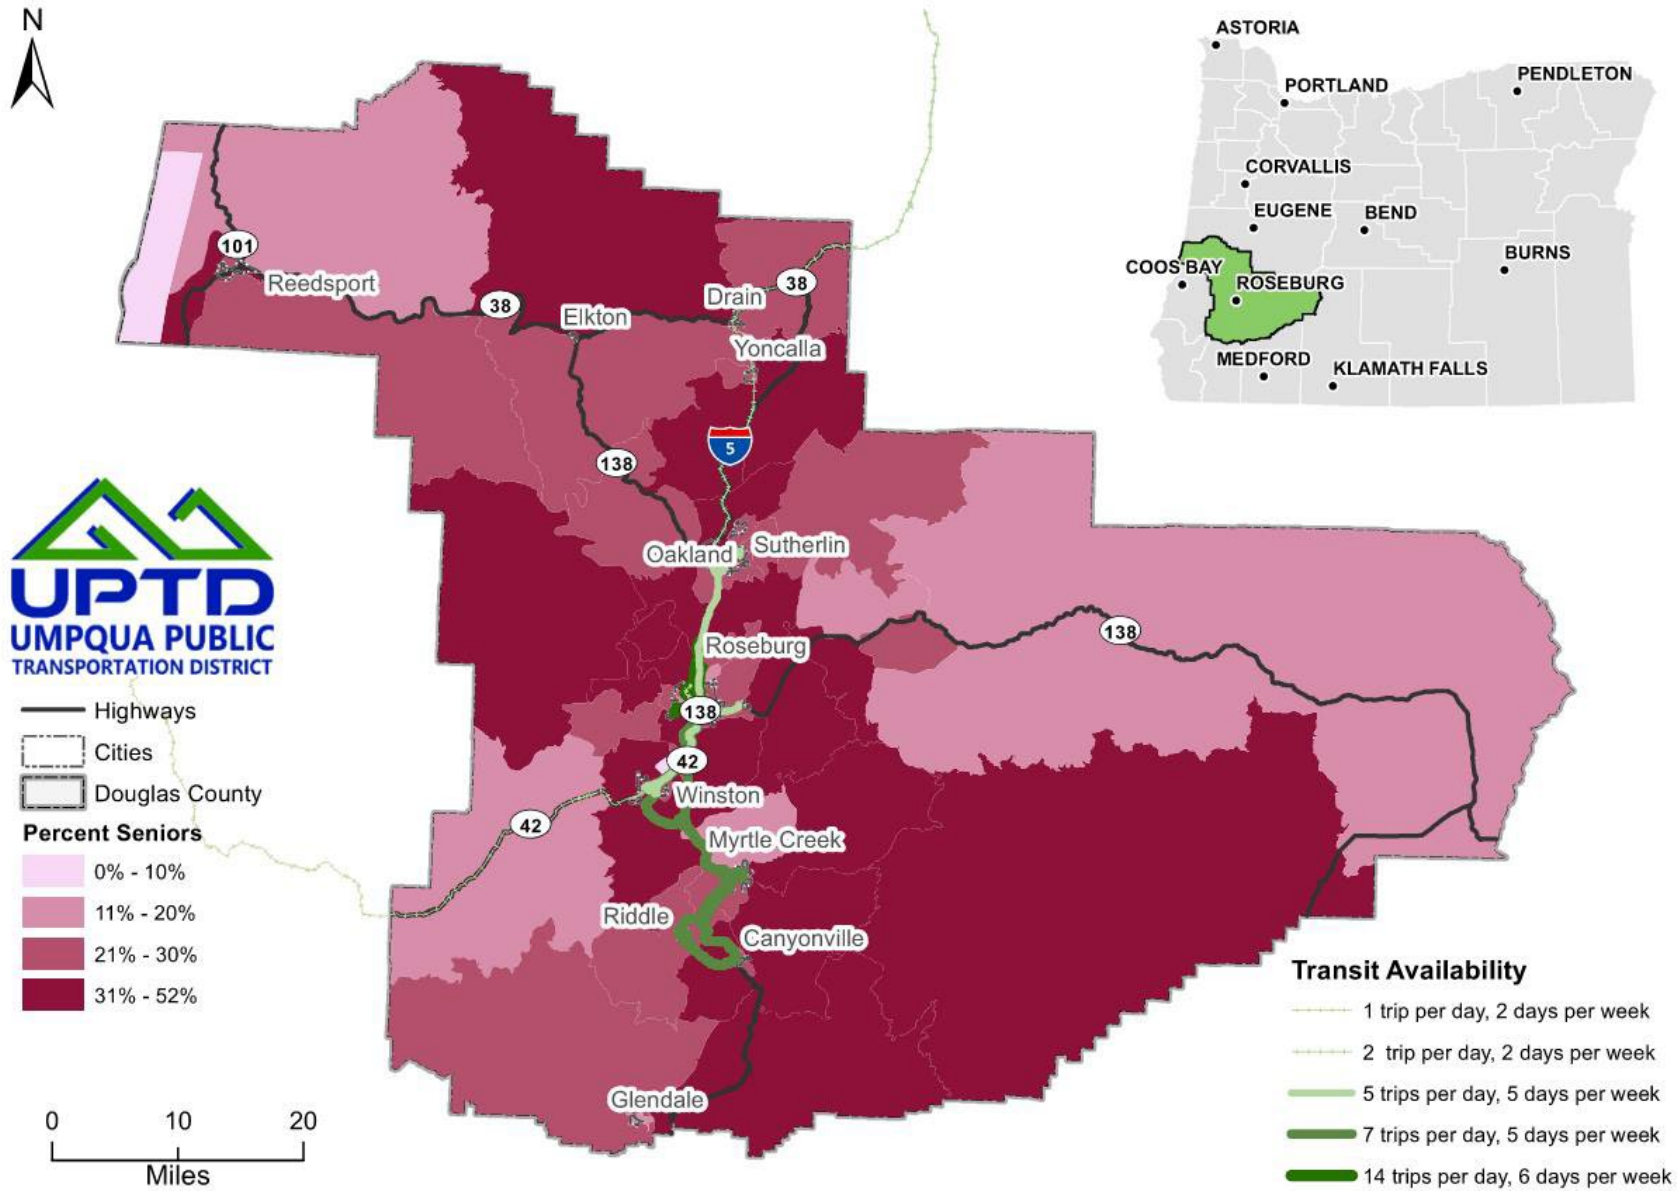 N
ASTORIA
PORTLAND
PENDLETON
CORVALLIS
EUGENE
BEND
BURNS
COOS BAY
ROSEBURG
MEDFORD
KLAMATH FALLS
101
Reedsport
38
Elkton
Drain
38
Yoncalla
5
138
Oakland
Sutherlin
138
Roseburg
138
42
Winston
42
Myrtle Creek
Riddle
Canyonville
Glendale
UPTD
UMPQUA PUBLIC
TRANSPORTATION DISTRICT
Highways
Cities
Douglas County
Percent Seniors
0% - 10%
11% - 20%
21% - 30%
31% - 52%
0 10 20
Miles
Transit Availability
1 trip per day, 2 days per week
2 trip per day, 2 days per week
5 trips per day, 5 days per week
7 trips per day, 5 days per week
14 trips per day, 6 days per week